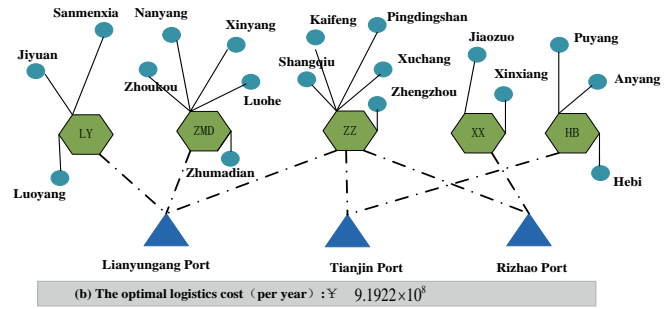 Sanmenxia
Nanyang
Kaifeng
Pingdingshan
Jiyuan
Xinyang
Jiaozuo
Puyang
Zhoukou
Shangqiu
Xuchang
Xinxiang
Anyang
Luohe
Zhengzhou
LY
ZMD
ZZ
XX
HB
Luoyang
Zhumadian
Hebi
Lianyungang Port
Tianjin Port
Rizhao Port
(b) The optimal logistics cost（per year）:￥ 9.1922×10⁸